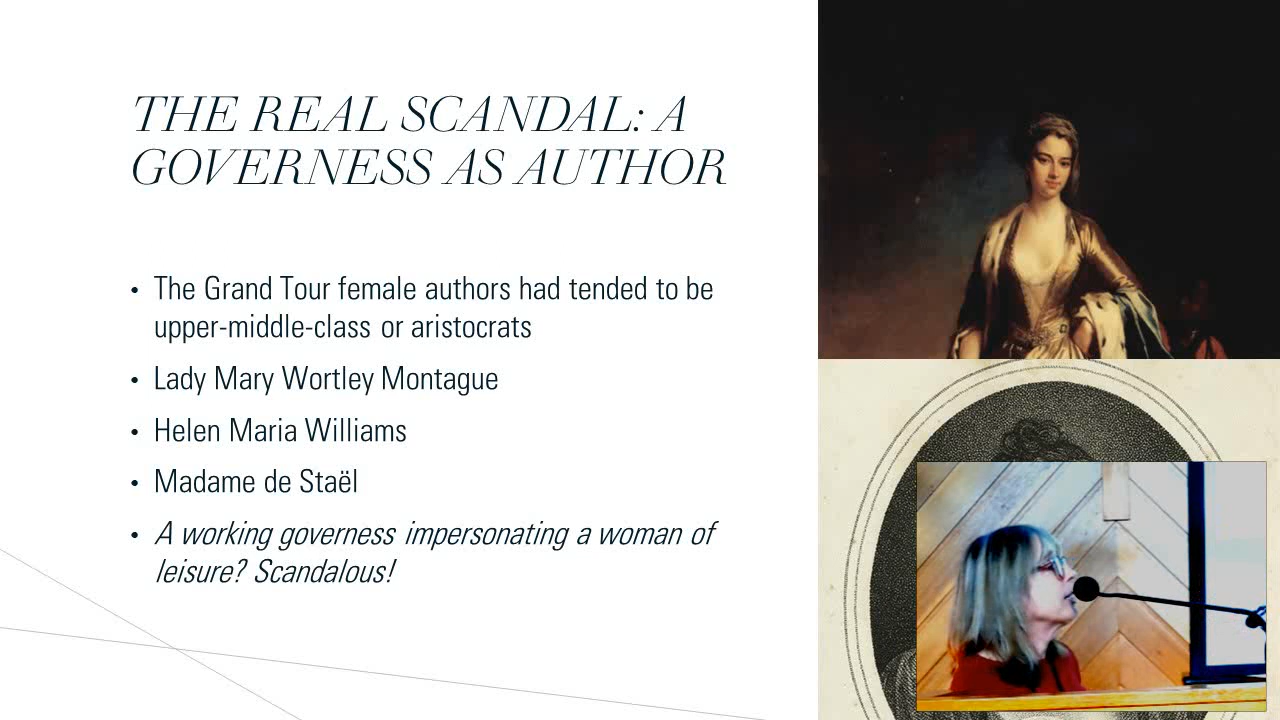 THE REAL SCANDAL: A
GOVERNESS AS AUTHOR
• The Grand Tour female authors had tended to be
upper-middle-class or aristocrats
• Lady Mary Wortley Montague
• Helen Maria Williams
• Madame de Staël
• A working governess impersonating a woman of
leisure? Scandalous!